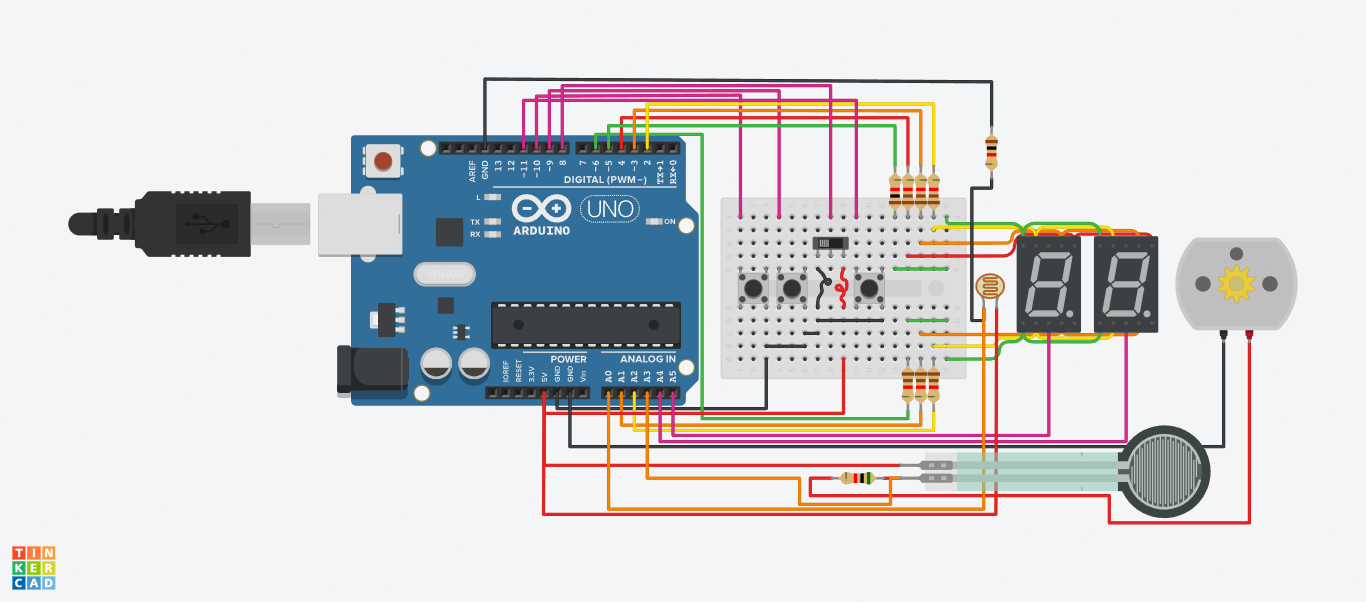 AREF
GND
13
12
~11
~10
~9
8
7
~6
~5
4
~3
2
TX→1
RX←0
DIGITAL (PWM~)
L
TX
RX
UNO
ON
ARDUINO
POWER
ANALOG IN
IOREF
RESET
3.3V
5V
GND
GND
Vin
A0
A1
A2
A3
A4
A5
TIN
KER
CAD